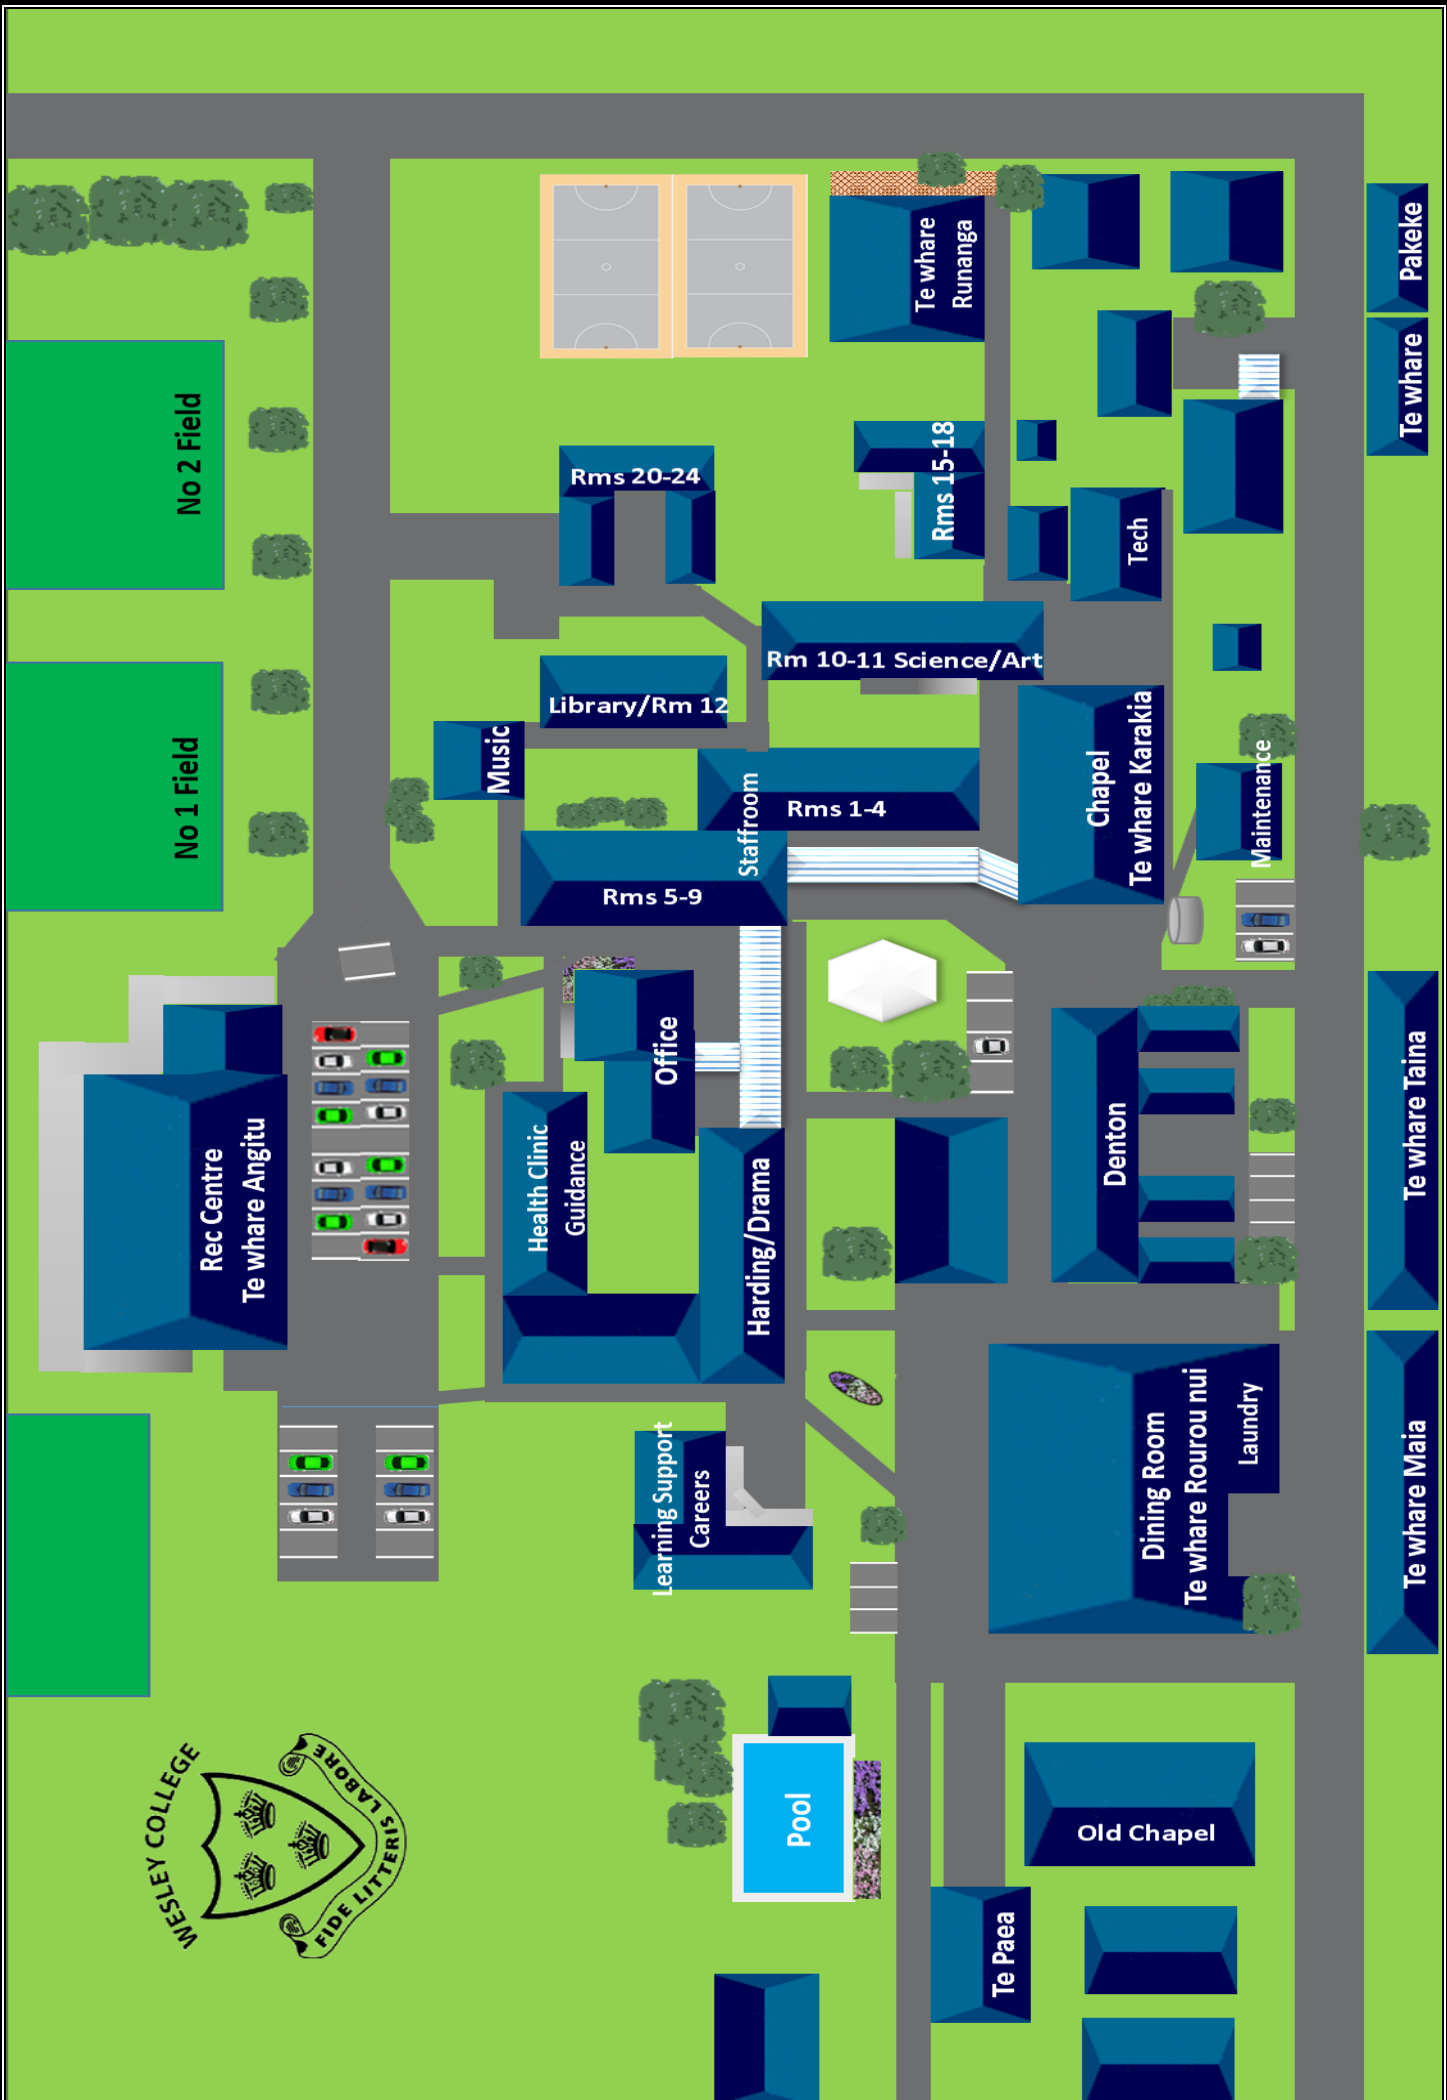 No 2 Field
No 1 Field
Te whare
Runanga
Pakeke
Te whare
Rms 20-24
Rms 15-18
Tech
Rm 10-11 Science/Art
Library/Rm 12
Music
Staffroom
Rms 1-4
Rms 5-9
Chapel
Te whare Karakia
Maintenance
Office
Health Clinic
Guidance
Harding/Drama
Rec Centre
Te whare Angitu
Denton
Te whare Taina
Learning Support
Careers
Dining Room
Te whare Rourou nui
Laundry
Te whare Maia
WESLEY COLLEGE
FIDE LITTERIS LABORE
Pool
Old Chapel
Te Paea